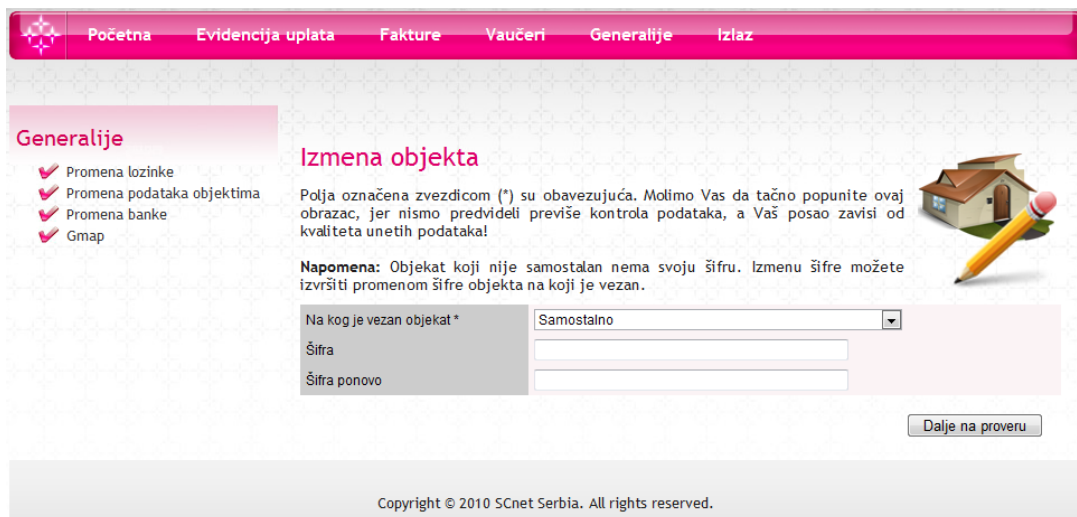 Početna Evidencija uplata Fakture Vaučeri Generalije Izlaz
Generalije
Promena lozinke
Promena podataka objektima
Promena banke
Gmap
Izmena objekta
Polja označena zvezdicom (*) su obavezujuća. Molimo Vas da tačno popunite ovaj
obrazac, jer nismo predvideli previše kontrola podataka, a Vaš posao zavisi od
kvaliteta unetih podataka!
Napomena: Objekat koji nije samostalan nema svoju šifru. Izmenu šifre možete
izvršiti promenom šifre objekta na koji je vezan.
Na kog je vezan objekat * Samostalno
Šifra
Šifra ponovo
Dalje na proveru
Copyright © 2010 SCnet Serbia. All rights reserved.